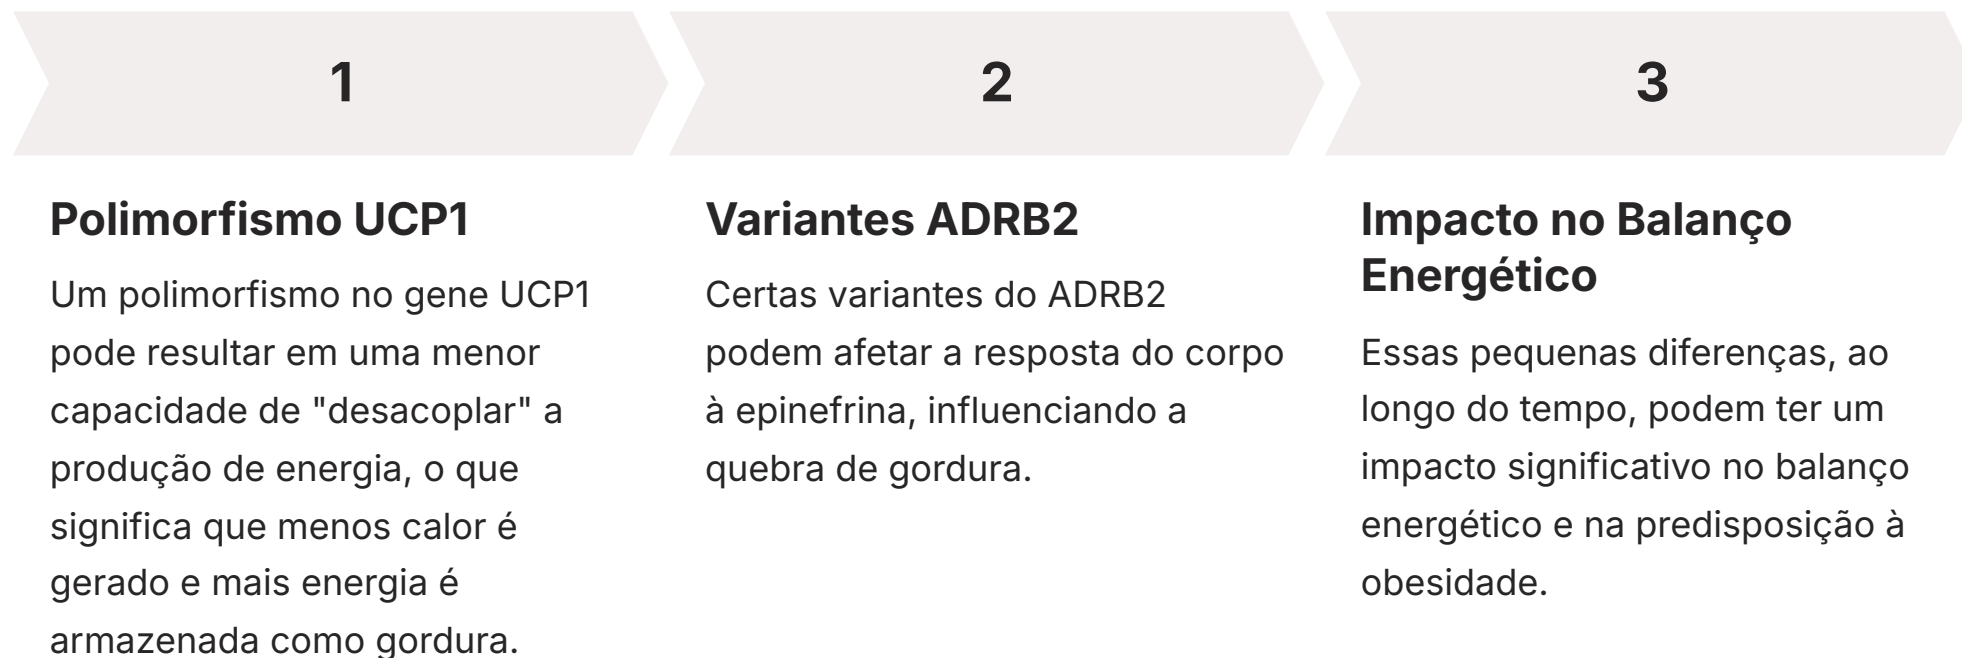 1
Polimorfismo UCP1
Um polimorfismo no gene UCP1
pode resultar em uma menor
capacidade de "desacoplar" a
produção de energia, o que
significa que menos calor é
gerado e mais energia é
armazenada como gordura.
2
Variantes ADRB2
Certas variantes do ADRB2
podem afetar a resposta do corpo
à epinefrina, influenciando a
quebra de gordura.
3
Impacto no Balanço
Energético
Essas pequenas diferenças, ao
longo do tempo, podem ter um
impacto significativo no balanço
energético e na predisposição à
obesidade.